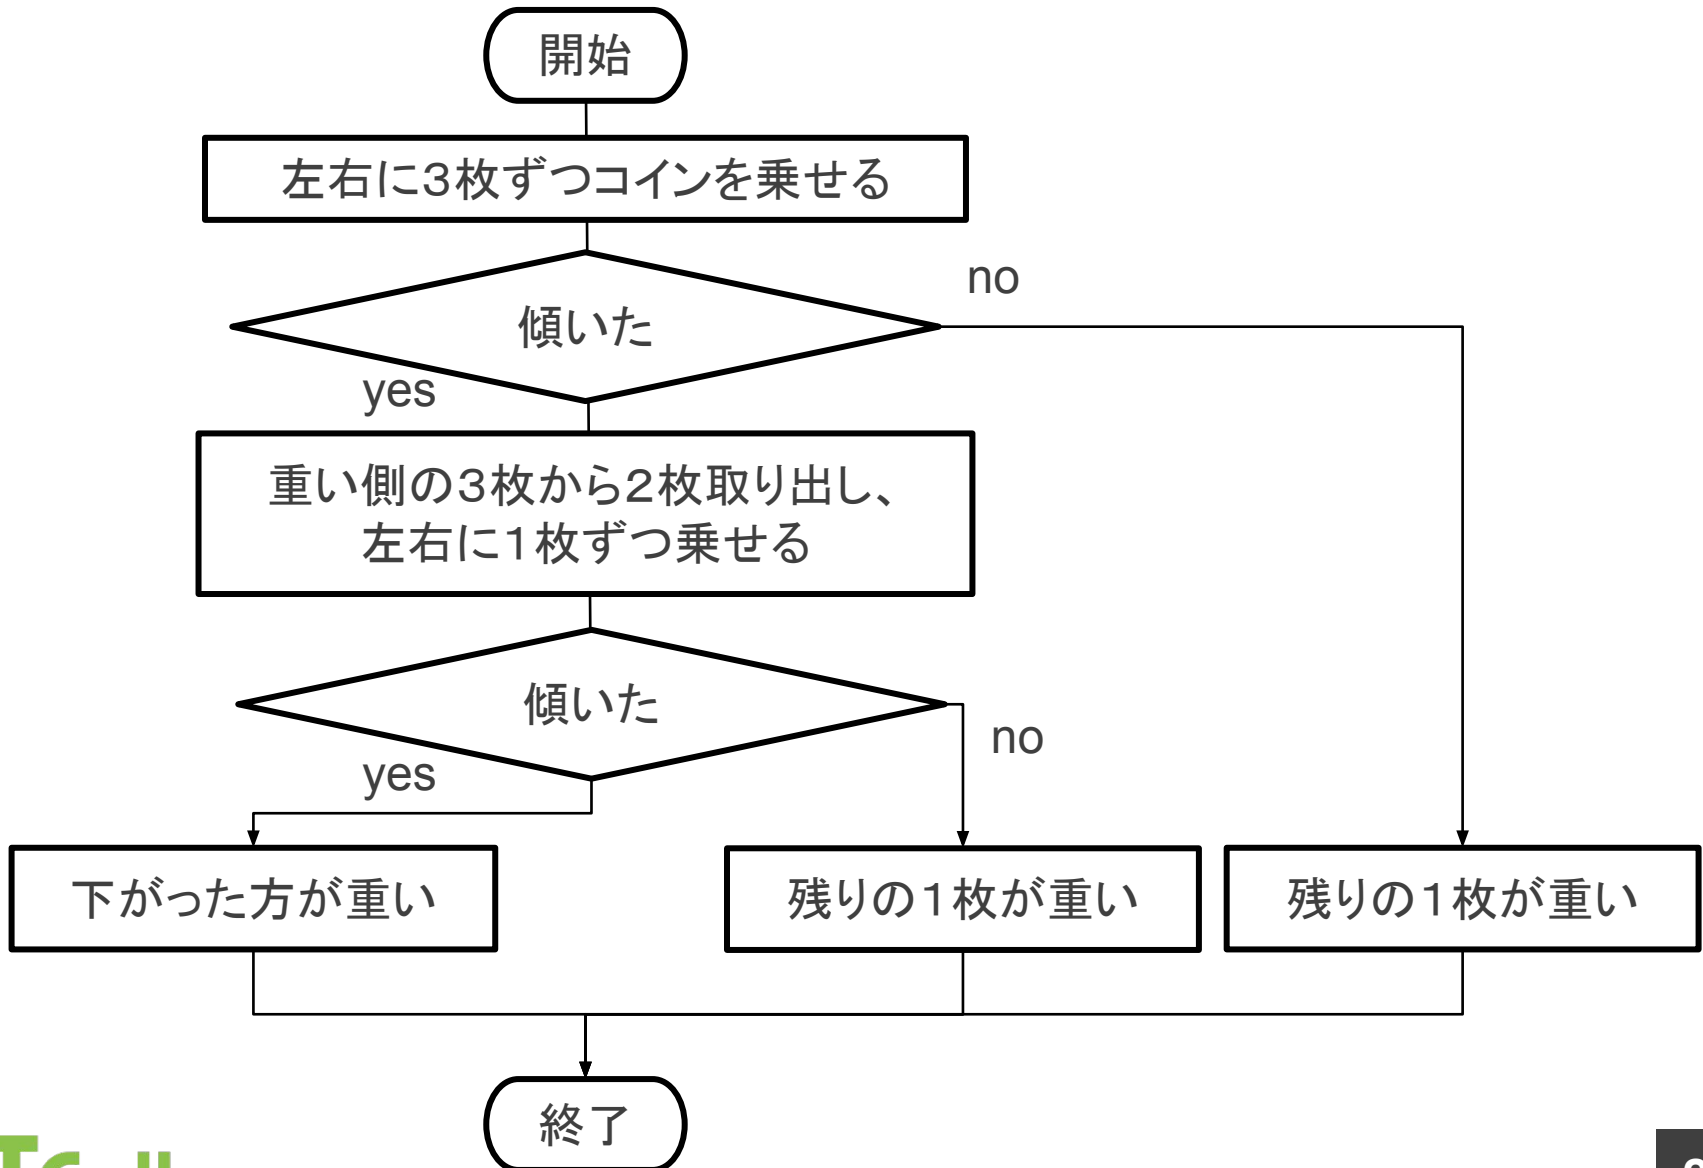 開始
左右に３枚ずつコインを乗せる
傾いた
no
yes
重い側の３枚から２枚取り出し、
左右に１枚ずつ乗せる
傾いた
no
yes
下がった方が重い
残りの１枚が重い
残りの１枚が重い
終了